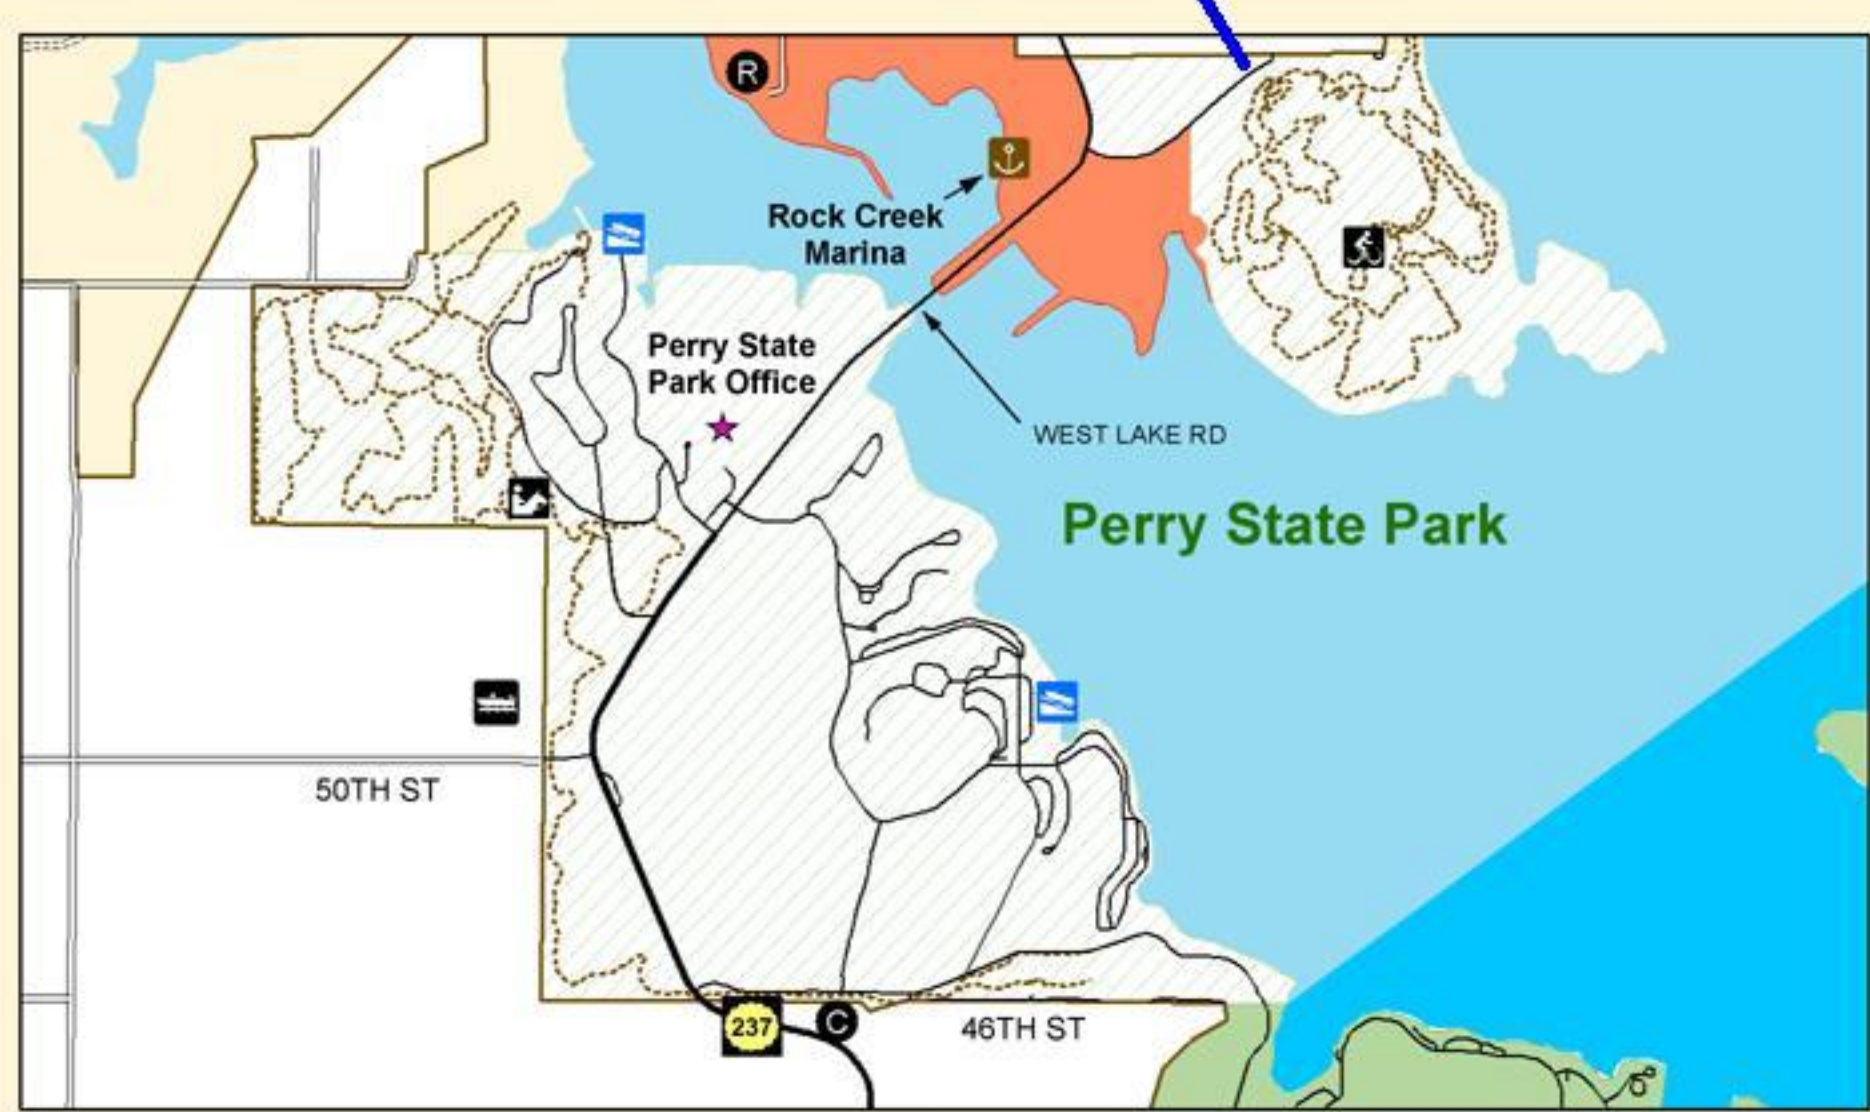 R
Rock Creek
Marina
Perry State
Park Office
WEST LAKE RD
Perry State Park
50TH ST
237
C
46TH ST